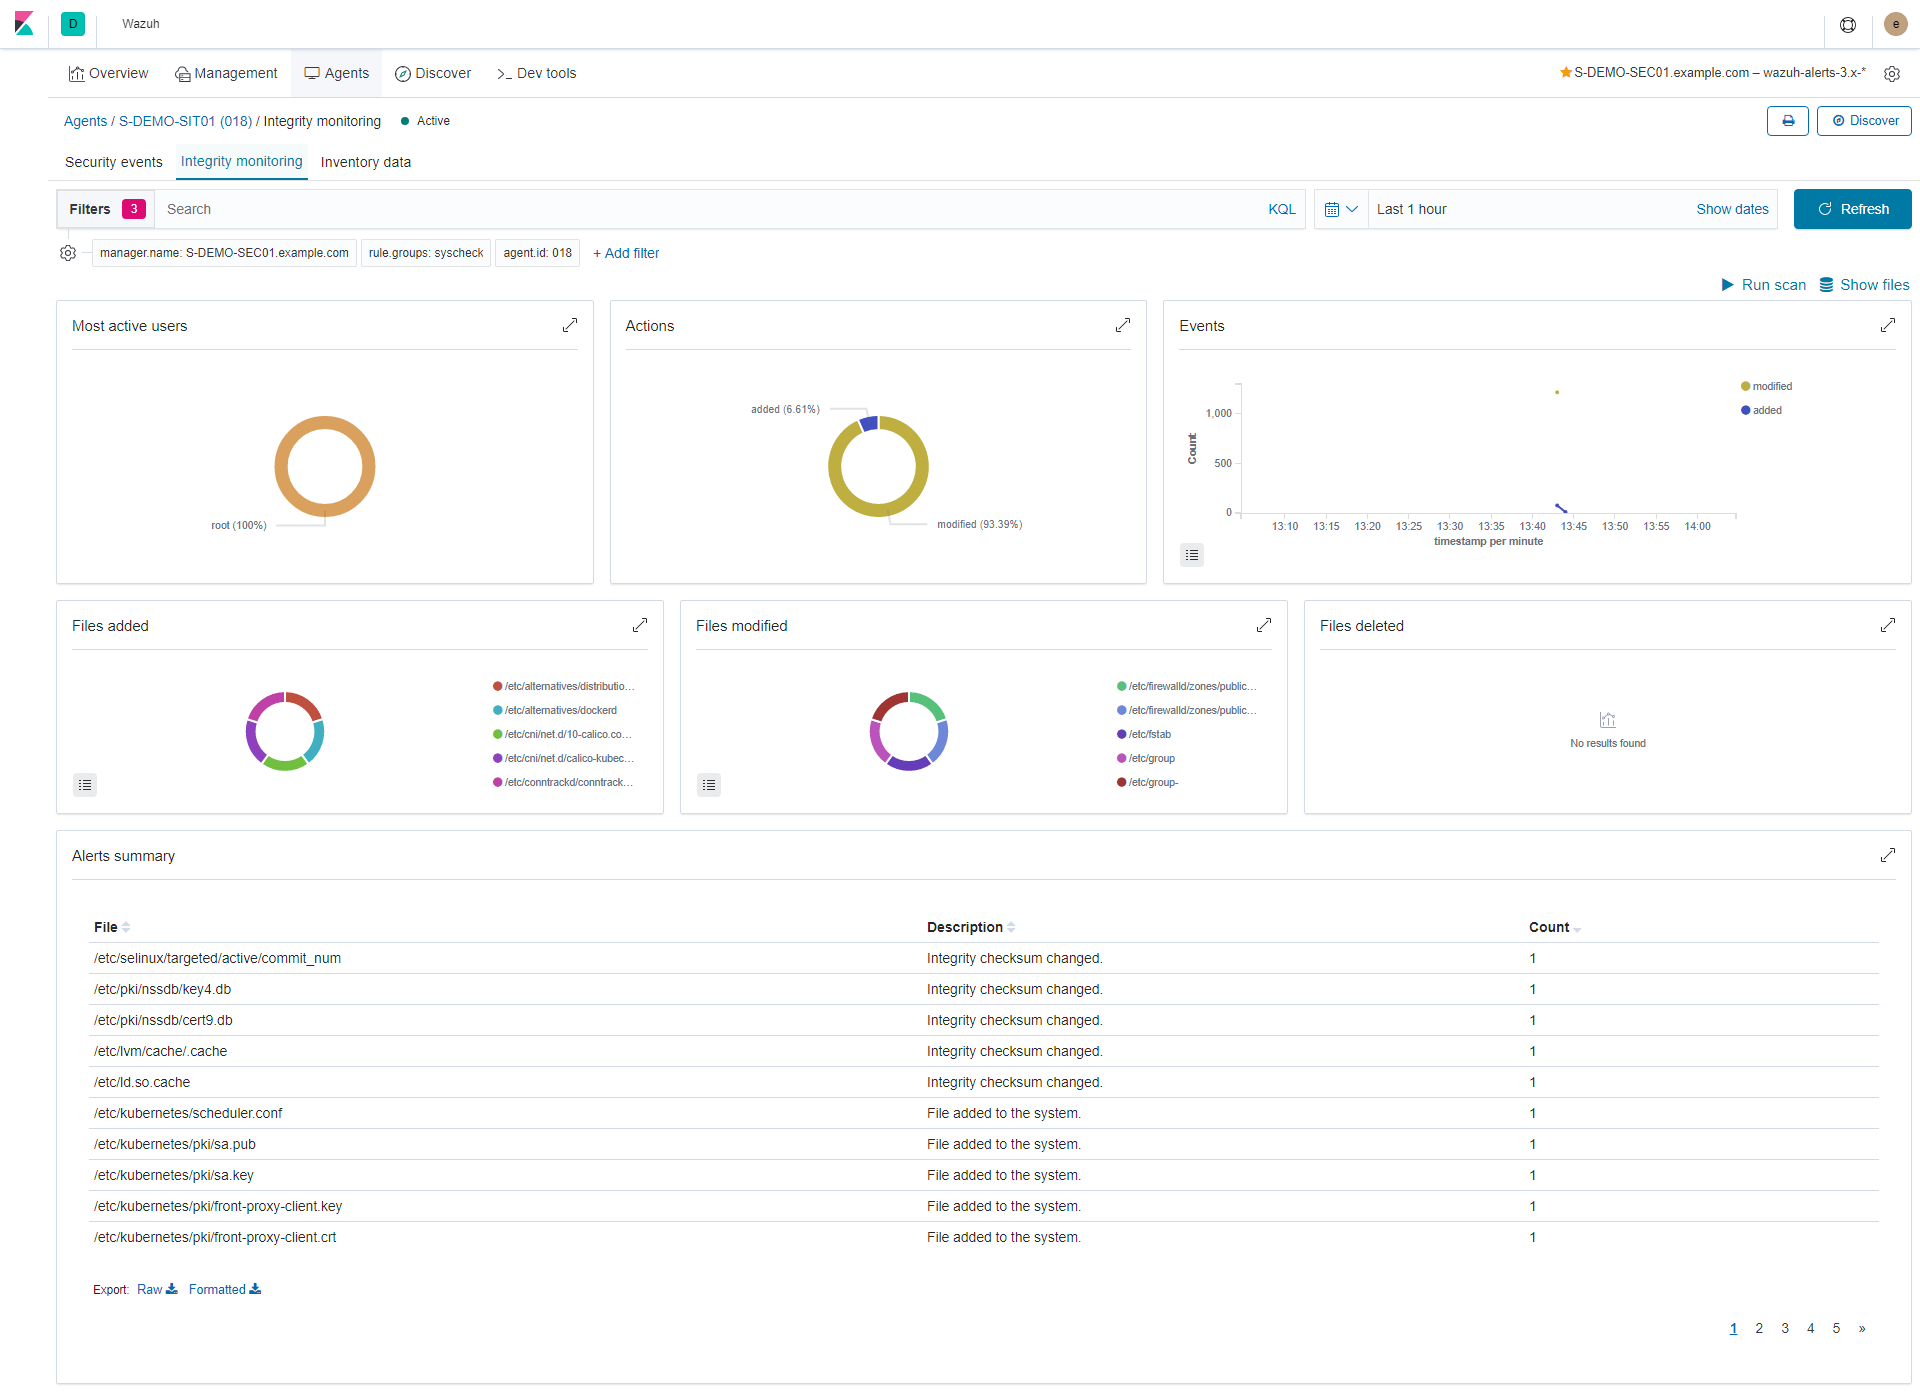 D Wazuh e
Overview Management Agents Discover >_ Dev tools S-DEMO-SEC01.example.com – wazuh-alerts-3.x-*
Agents / S-DEMO-SIT01 (018) / Integrity monitoring Active Discover
Security events Integrity monitoring Inventory data
Filters 3 Search KQL Last 1 hour Show dates Refresh
manager.name: S-DEMO-SEC01.example.com rule.groups: syscheck agent.id: 018 + Add filter
Run scan Show files
Most active users
root (100%)
Actions
added (6.61%)
modified (93.39%)
Events
modified
added
Count
1,000
500
0
13:10 13:15 13:20 13:25 13:30 13:35 13:40 13:45 13:50 13:55 14:00
timestamp per minute
Files added
/etc/alternatives/distributio...
/etc/alternatives/dockerd
/etc/cni/net.d/10-calico.co...
/etc/cni/net.d/calico-kubec...
/etc/conntrackd/conntrack...
Files modified
/etc/firewalld/zones/public...
/etc/firewalld/zones/public...
/etc/fstab
/etc/group
/etc/group-
Files deleted
No results found
Alerts summary
File Description Count
/etc/selinux/targeted/active/commit_num Integrity checksum changed. 1
/etc/pki/nssdb/key4.db Integrity checksum changed. 1
/etc/pki/nssdb/cert9.db Integrity checksum changed. 1
/etc/lvm/cache/.cache Integrity checksum changed. 1
/etc/ld.so.cache Integrity checksum changed. 1
/etc/kubernetes/scheduler.conf File added to the system. 1
/etc/kubernetes/pki/sa.pub File added to the system. 1
/etc/kubernetes/pki/sa.key File added to the system. 1
/etc/kubernetes/pki/front-proxy-client.key File added to the system. 1
/etc/kubernetes/pki/front-proxy-client.crt File added to the system. 1
Export: Raw Formatted
1 2 3 4 5 »